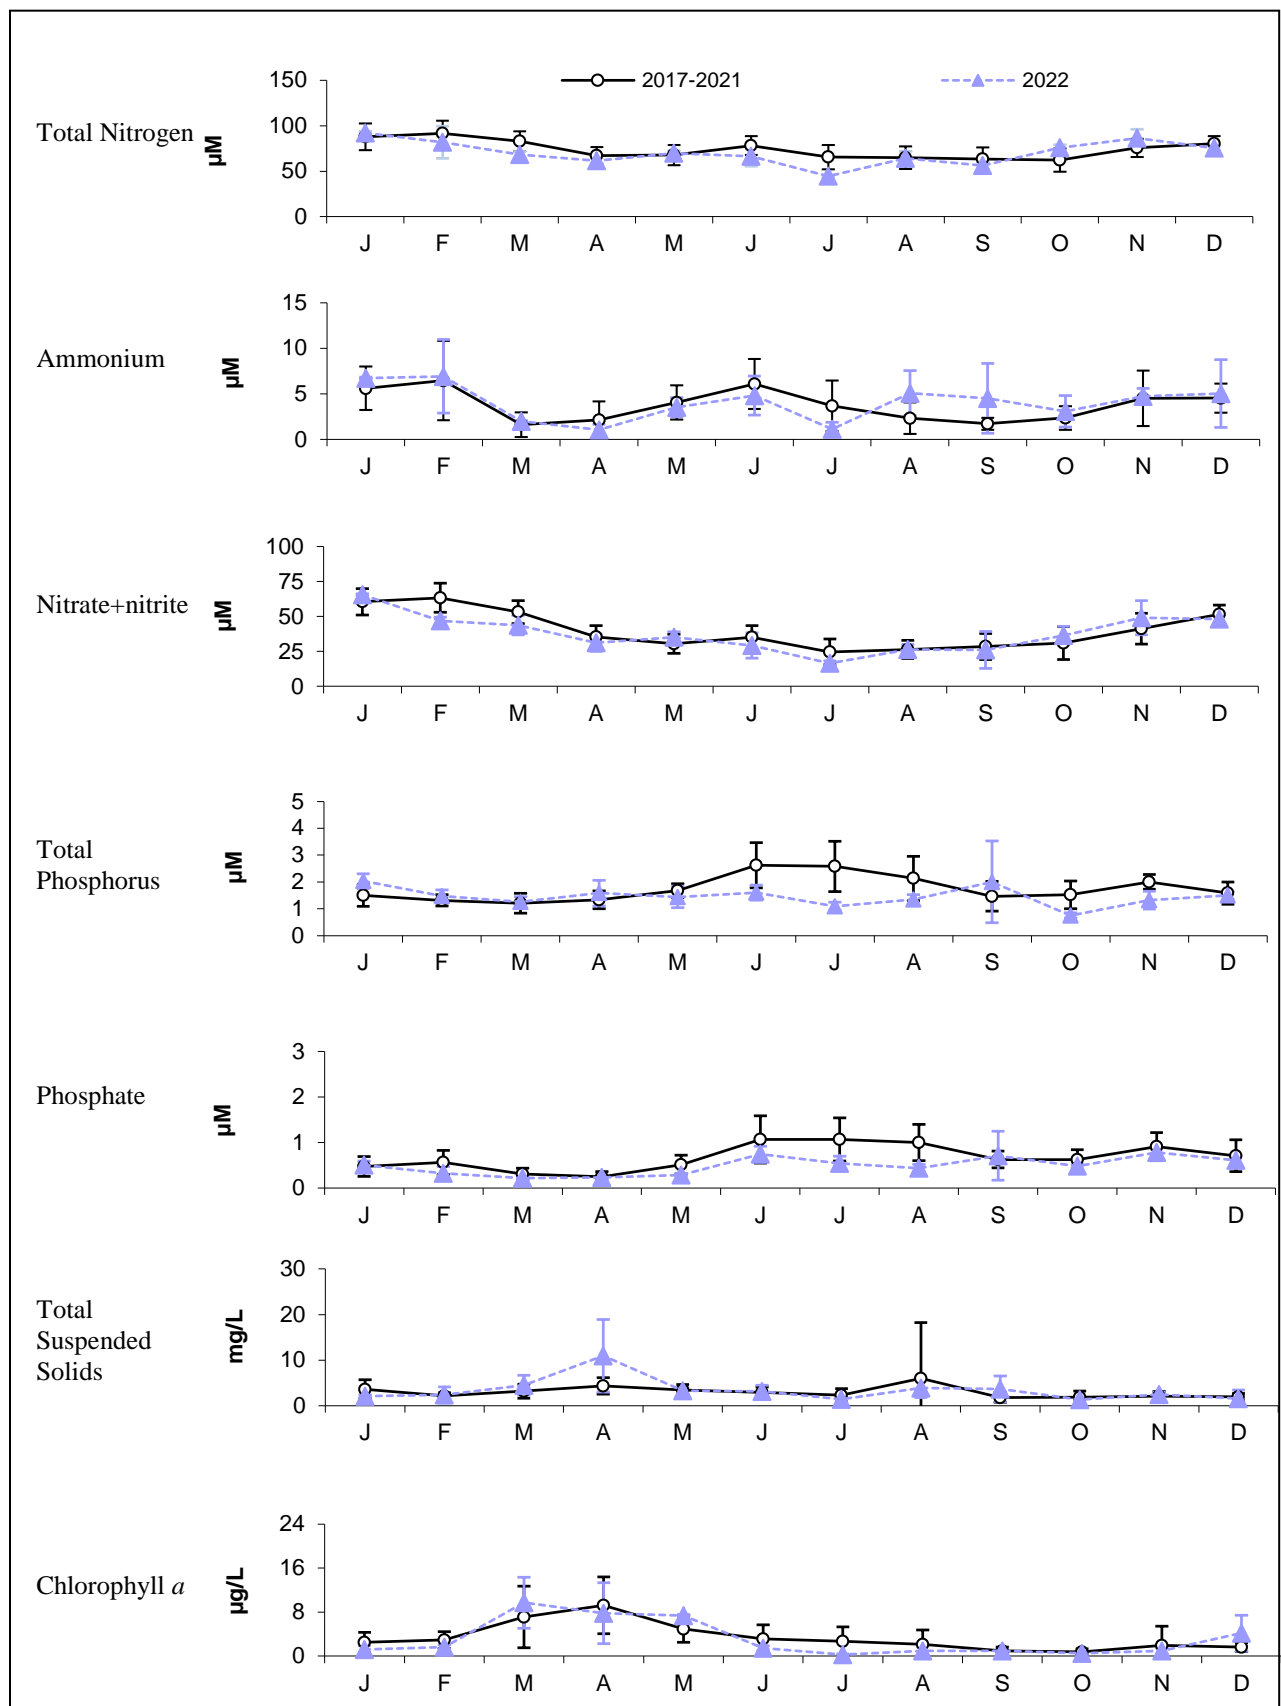 2017-2021 2022
Total Nitrogen
µM
150
100
50
0
J F M A M J J A S O N D
Ammonium
µM
15
10
5
0
J F M A M J J A S O N D
Nitrate+nitrite
µM
100
75
50
25
0
J F M A M J J A S O N D
Total
Phosphorus
µM
5
4
3
2
1
0
J F M A M J J A S O N D
Phosphate
µM
3
2
1
0
J F M A M J J A S O N D
Total
Suspended
Solids
mg/L
30
20
10
0
J F M A M J J A S O N D
Chlorophyll a
µg/L
24
16
8
0
J F M A M J J A S O N D